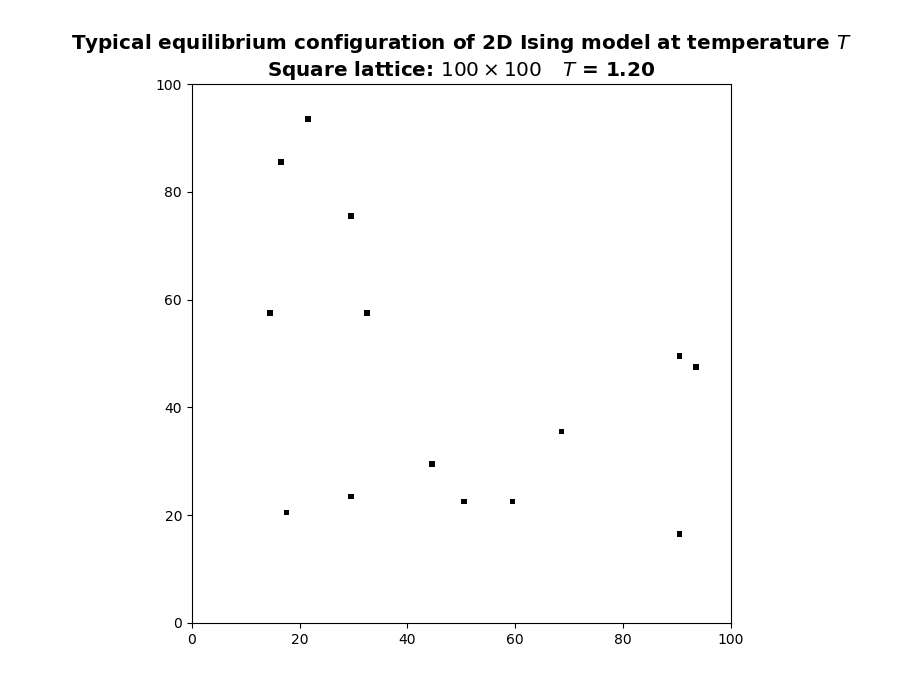 Typical equilibrium configuration of 2D Ising model at temperature T
Square lattice: 100 × 100 T = 1.20
100
80
60
40
20
0
0 20 40 60 80 100